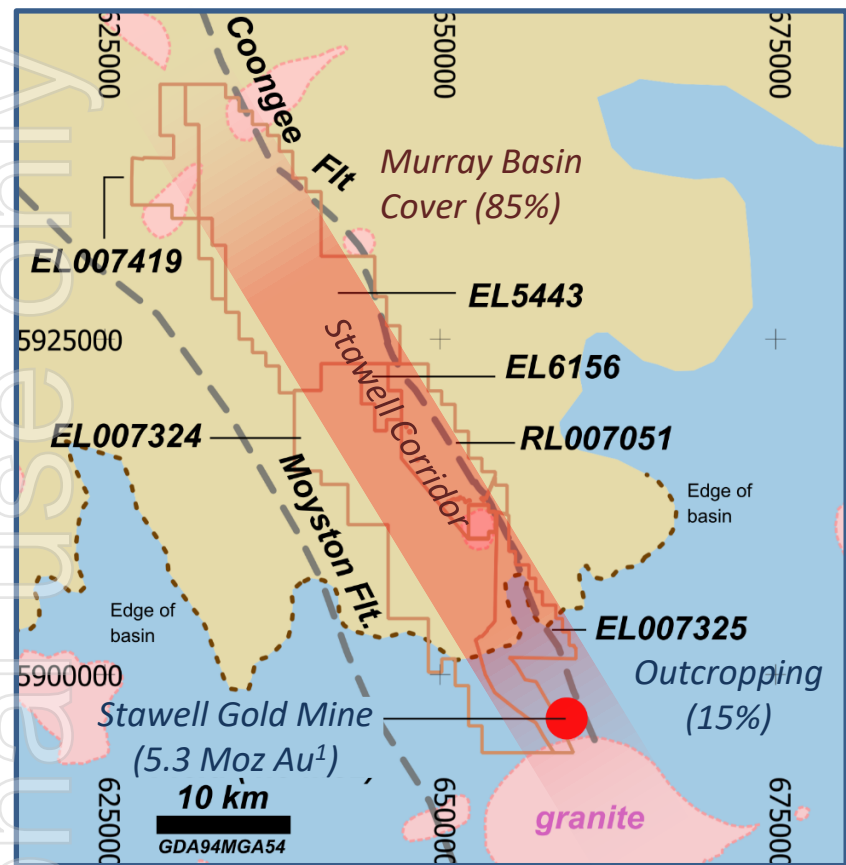 625000
650000
675000
Coongee Flt
Murray Basin
Cover (85%)
EL007419
EL5443
5925000
Stawell Corridor
EL6156
EL007324
RL007051
Moyston Flt.
Edge of
basin
Edge of
basin
EL007325
5900000
Outcropping
(15%)
Stawell Gold Mine
(5.3 Moz Au¹)
10 km
GDA94MGA54
granite
625000
650000
675000
use only